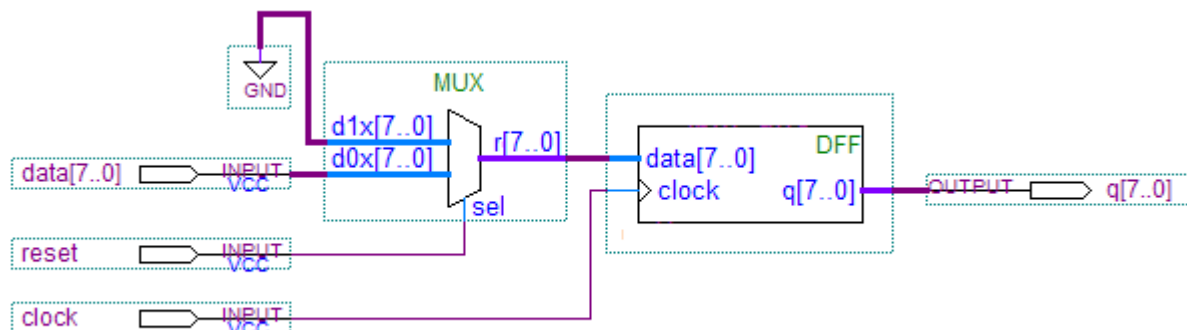 GND
MUX
d1x[7..0]
d0x[7..0]
r[7..0]
sel
DFF
data[7..0]
clock
q[7..0]
data[7..0]
INPUT
VCC
OUTPUT
q[7..0]
reset
INPUT
VCC
clock
INPUT
VCC